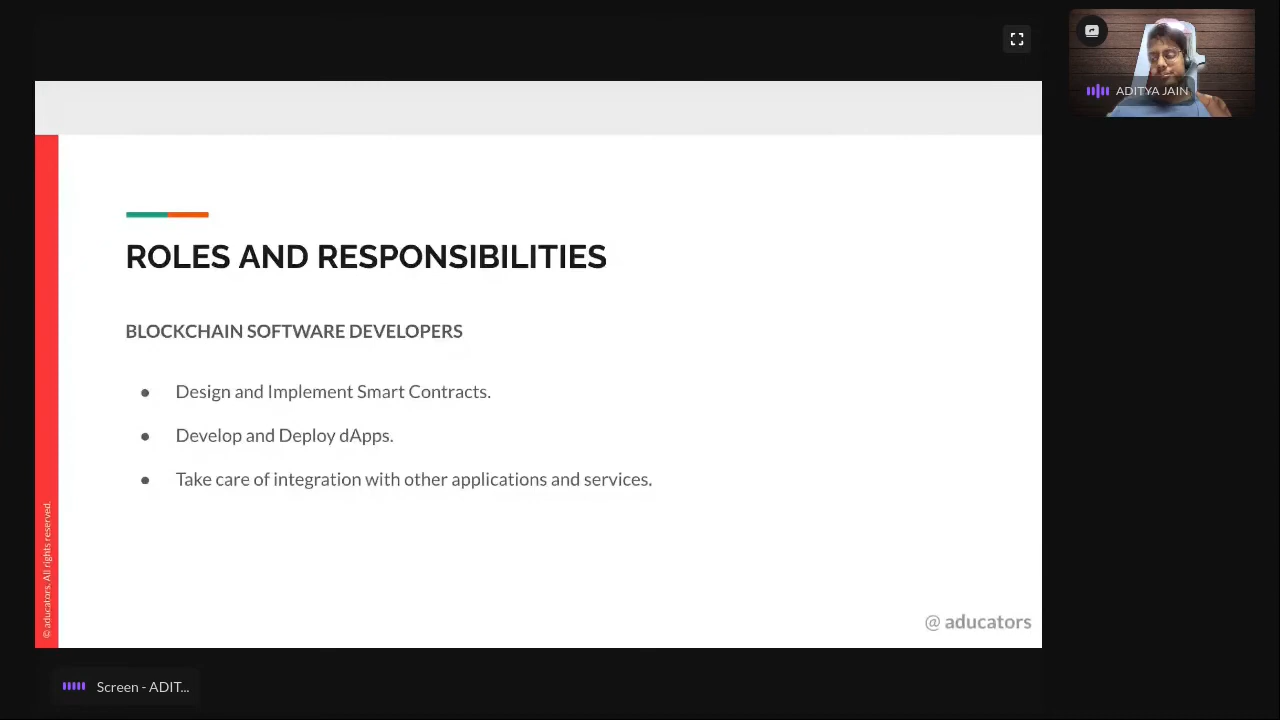 ADITYA JAIN
ROLES AND RESPONSIBILITIES
BLOCKCHAIN SOFTWARE DEVELOPERS
● Design and Implement Smart Contracts.
● Develop and Deploy dApps.
● Take care of integration with other applications and services.
© aducators. All rights reserved.
@ aducators
Screen - ADIT...